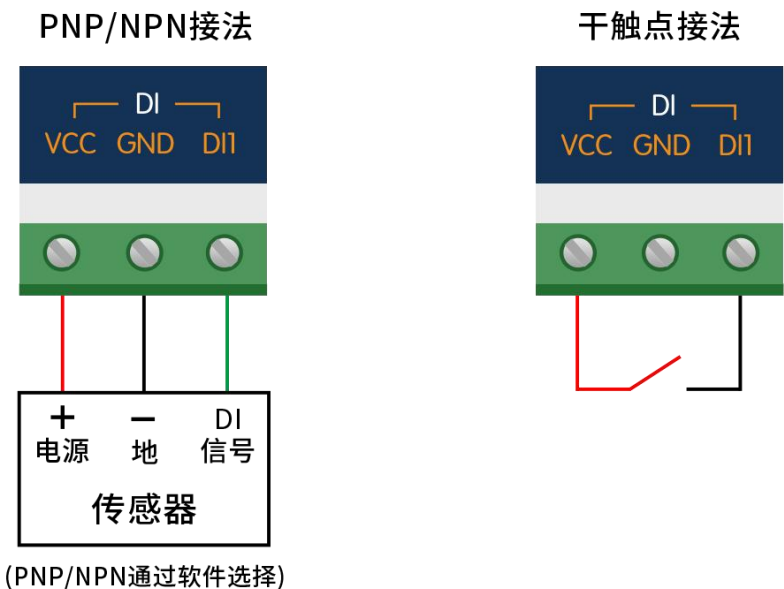 PNP/NPN接法
DI
VCC GND DI1
+ − DI
电源 地 信号
传感器
(PNP/NPN通过软件选择)
干触点接法
DI
VCC GND DI1